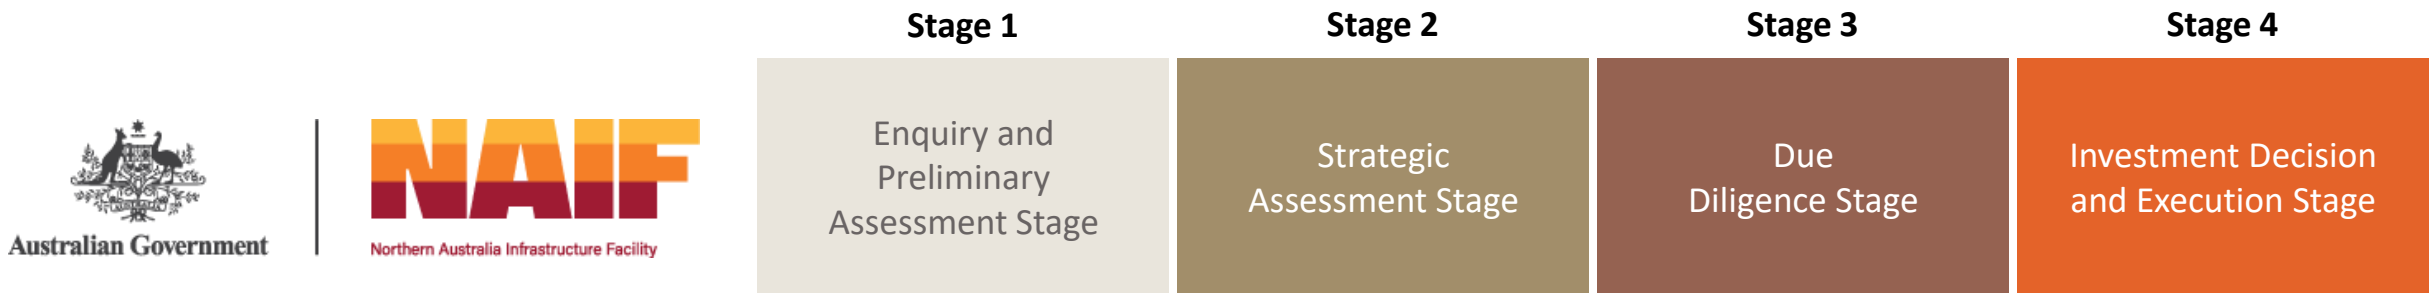 Australian Government
NAIF
Northern Australia Infrastructure Facility
Stage 1
Enquiry and
Preliminary
Assessment Stage
Stage 2
Strategic
Assessment Stage
Stage 3
Due
Diligence Stage
Stage 4
Investment Decision
and Execution Stage